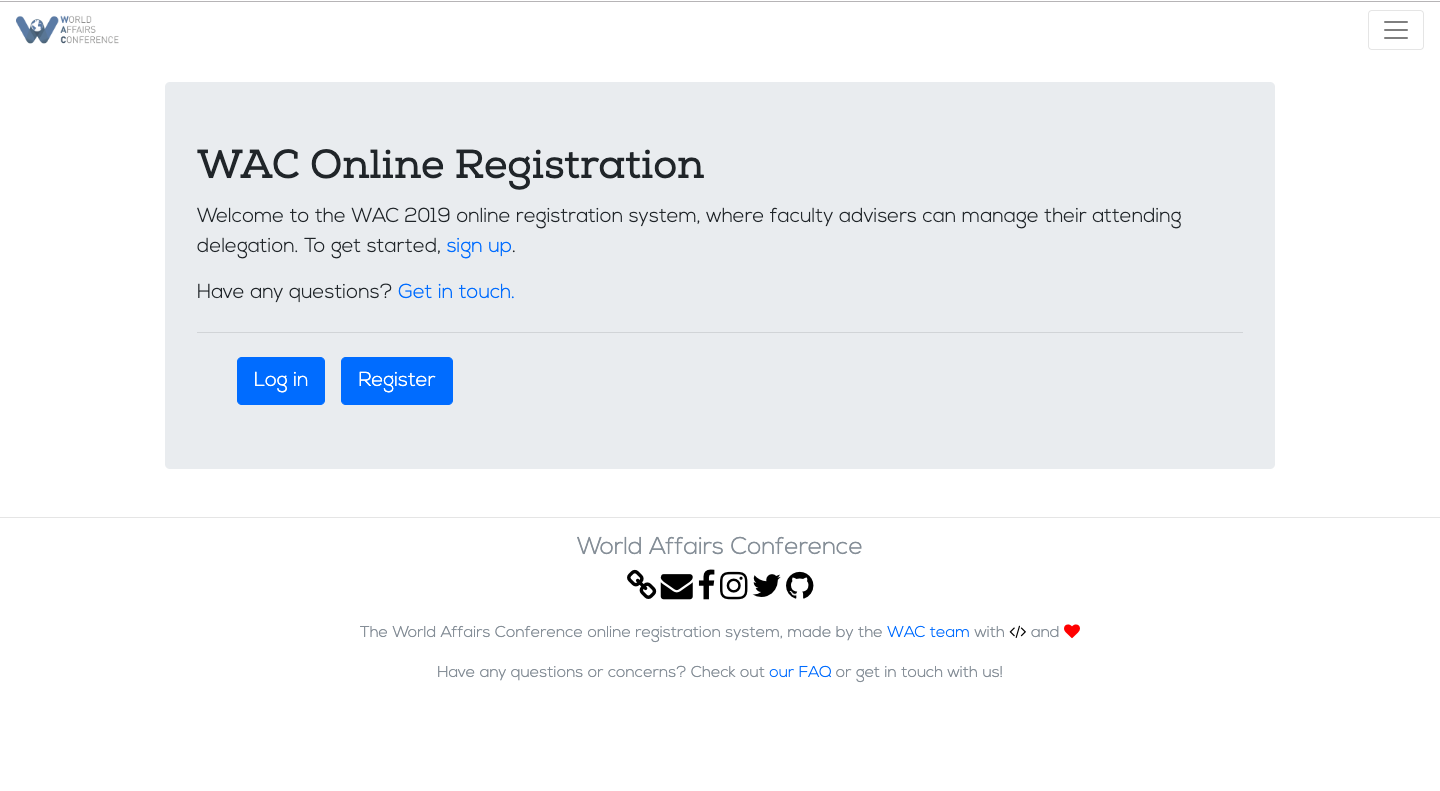 WORLD
AFFAIRS
CONFERENCE
WAC Online Registration
Welcome to the WAC 2019 online registration system, where faculty advisers can manage their attending
delegation. To get started, sign up.
Have any questions? Get in touch.
Log in
Register
World Affairs Conference
The World Affairs Conference online registration system, made by the WAC team with </> and ♥
Have any questions or concerns? Check out our FAQ or get in touch with us!